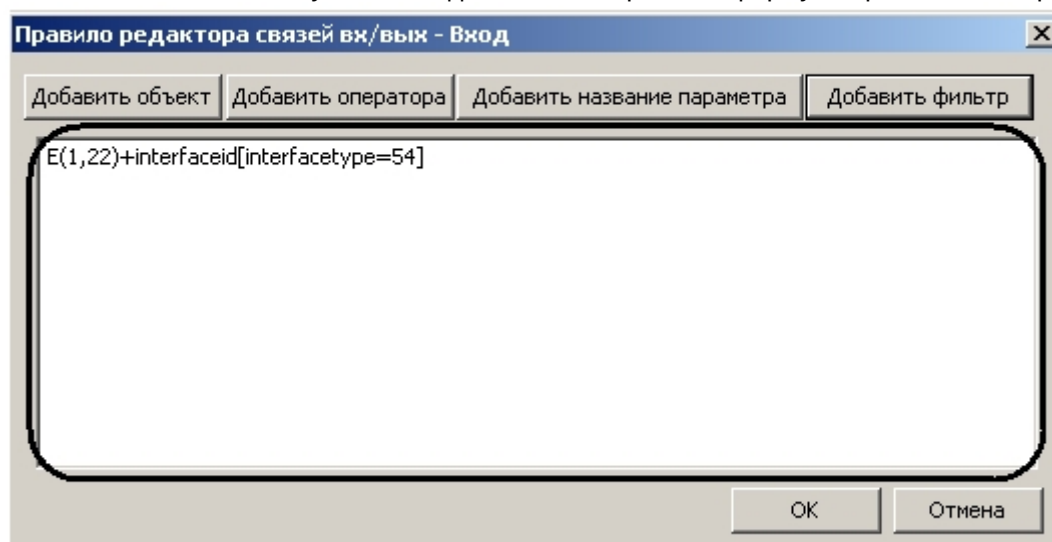 Правило редактора связей вх/вых - Вход
Добавить объект Добавить оператора Добавить название параметра Добавить фильтр
E(1,22)+interfaceid[interfacetype=54]
ОК Отмена